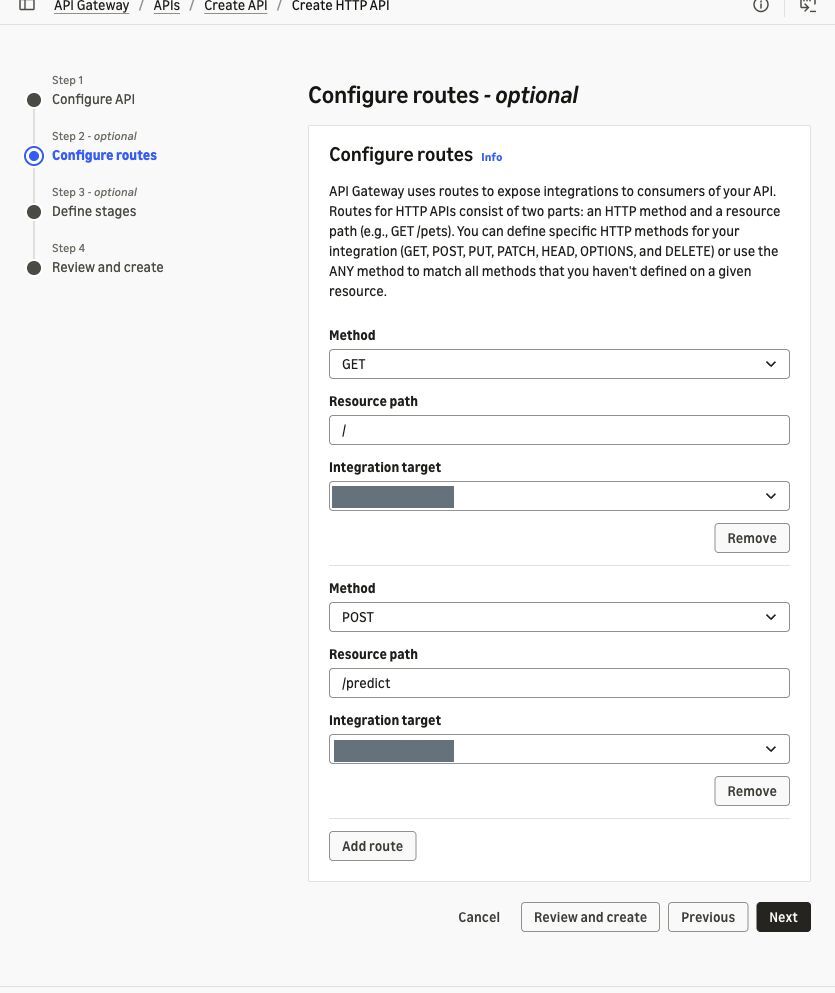 API Gateway / APIs / Create API / Create HTTP API
Step 1
Configure API
Step 2 - optional
Configure routes
Step 3 - optional
Define stages
Step 4
Review and create
Configure routes - optional
Configure routes Info
API Gateway uses routes to expose integrations to consumers of your API.
Routes for HTTP APIs consist of two parts: an HTTP method and a resource
path (e.g., GET /pets). You can define specific HTTP methods for your
integration (GET, POST, PUT, PATCH, HEAD, OPTIONS, and DELETE) or use the
ANY method to match all methods that you haven't defined on a given
resource.
Method
GET
Resource path
/
Integration target
Remove
Method
POST
Resource path
/predict
Integration target
Remove
Add route
Cancel Review and create Previous Next